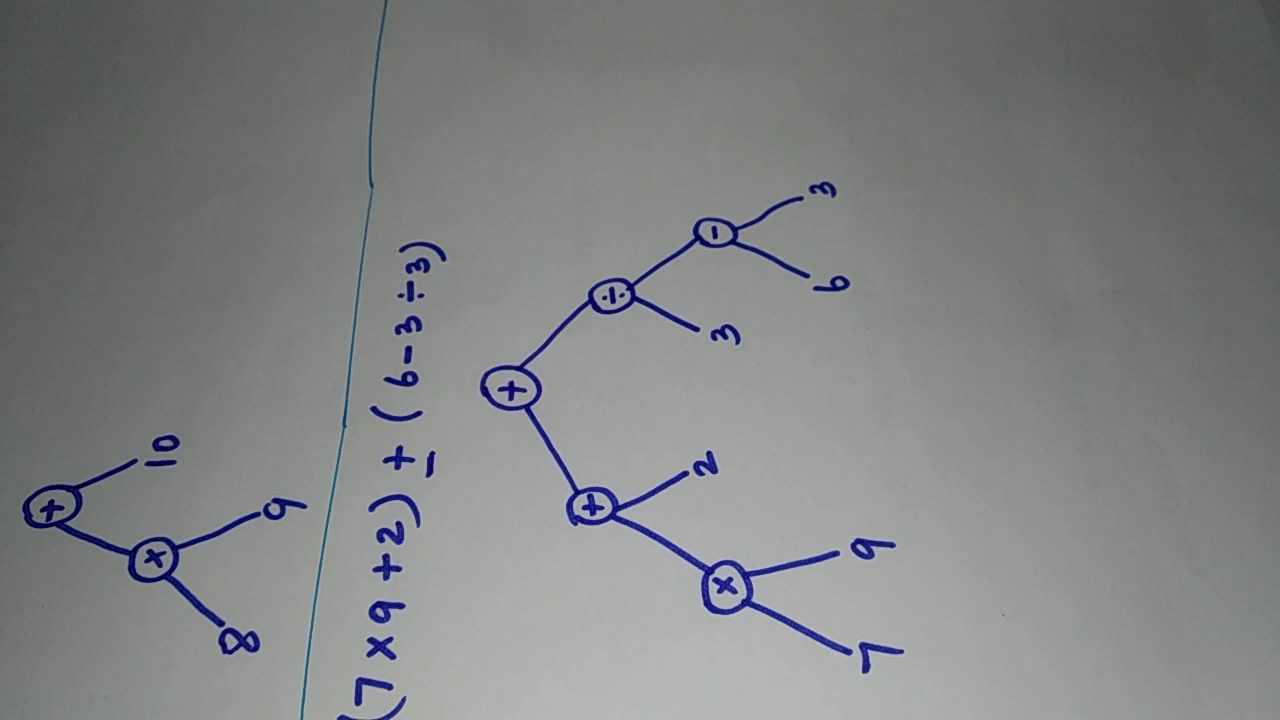 +
× 10
8 9
(7 × 9 + 2) + (6 - 3 ÷ 3)
+
+ ÷
× 2 3 -
7 9 6 3